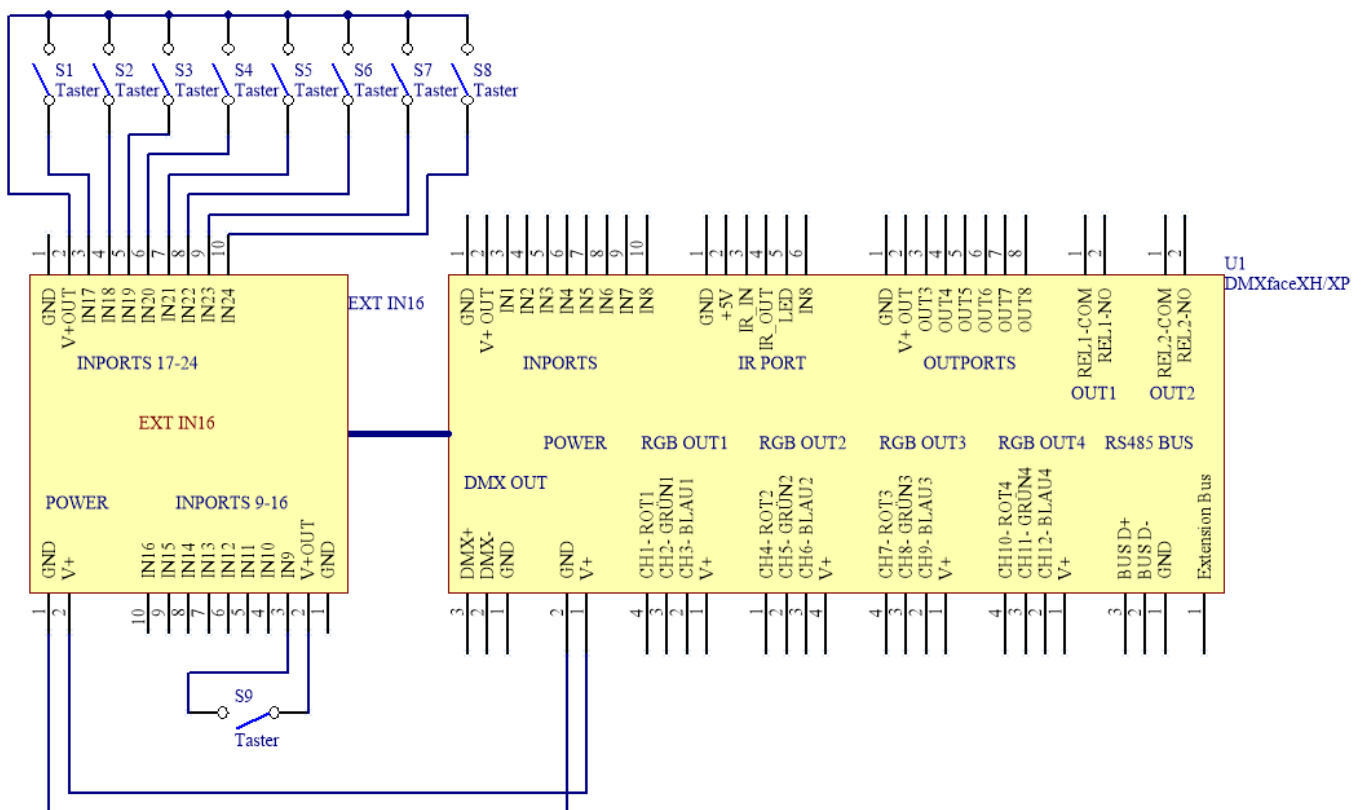 S1 S2 S3 S4 S5 S6 S7 S8
Taster Taster Taster Taster Taster Taster Taster Taster
1 2 3 4 5 6 7 8 9 10
GND V+OUT IN17 IN18 IN19 IN20 IN21 IN22 IN23 IN24
INPORTS 17-24
EXT IN16
EXT IN16
POWER
INPORTS 9-16
GND V+
IN16 IN15 IN14 IN13 IN12 IN11 IN10 IN9 V+OUT GND
1 2
10 9 8 7 6 5 4 3 2 1
S9
Taster
U1
DMXfaceXH/XP
1 2 3 4 5 6 7 8 9 10
GND V+ OUT IN1 IN2 IN3 IN4 IN5 IN6 IN7 IN8
INPORTS
1 2 3 4 5 6
GND +5V IR_IN IR_OUT LED IN8
IR PORT
1 2 3 4 5 6 7 8
GND V+ OUT OUT3 OUT4 OUT5 OUT6 OUT7 OUT8
OUTPORTS
1 2
REL1-COM REL1-NO
OUT1
1 2
REL2-COM REL2-NO
OUT2
DMX OUT
DMX+ DMX- GND
3 2 1
POWER
GND V+
2 1
RGB OUT1
CH1- ROT1 CH2- GRÜN1 CH3- BLAU1 V+
4 3 2 1
RGB OUT2
CH4- ROT2 CH5- GRÜN2 CH6- BLAU2 V+
1 2 3 4
RGB OUT3
CH7- ROT3 CH8- GRÜN3 CH9- BLAU3 V+
4 3 2 1
RGB OUT4
CH10- ROT4 CH11- GRÜN4 CH12- BLAU4 V+
4 3 2 1
RS485 BUS
BUS D+ BUS D- GND
3 2 1
Extension Bus
1